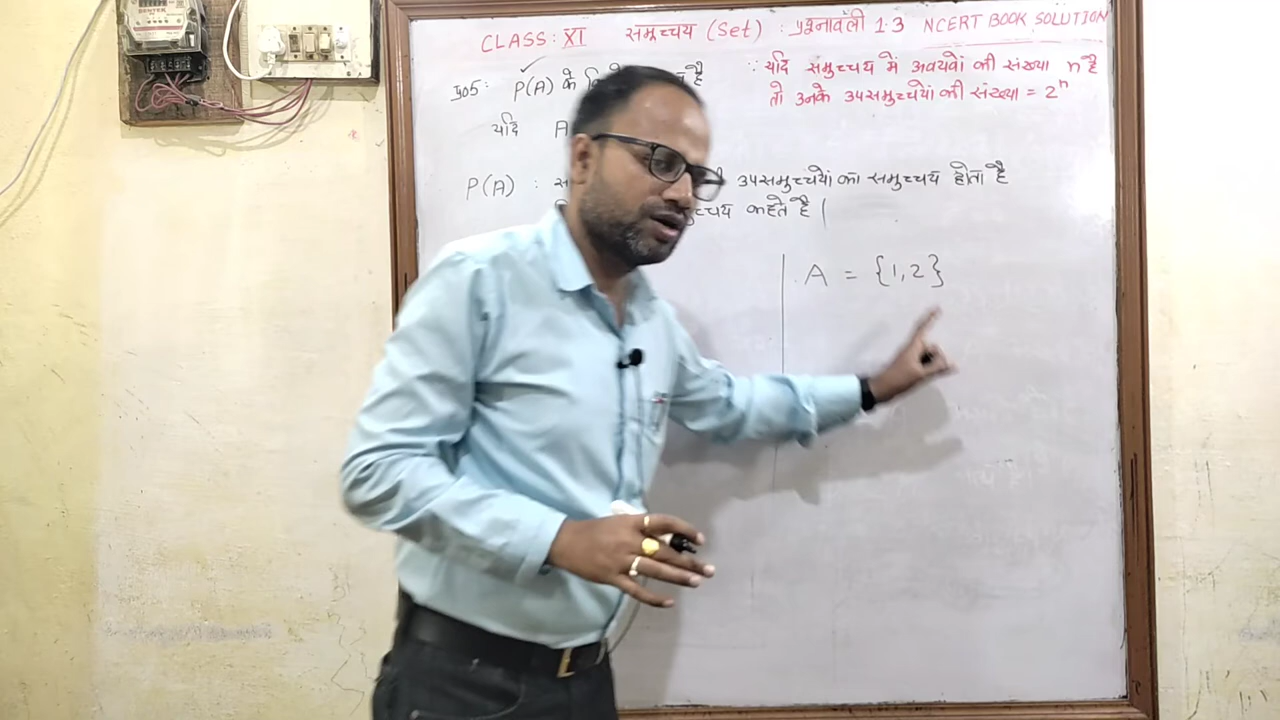 CLASS: XI समुच्चय (Set) : प्रश्नावली 1.3 NCERT BOOK SOLUTION
प्र05: P(A) के है
∵ यदि समुच्चय में अवयवों की संख्या n है
तो उनके उपसमुच्चयों की संख्या = 2ⁿ
यदि A
P(A) : उपसमुच्चयों का समुच्चय होता है
कहते है |
A = {1,2}